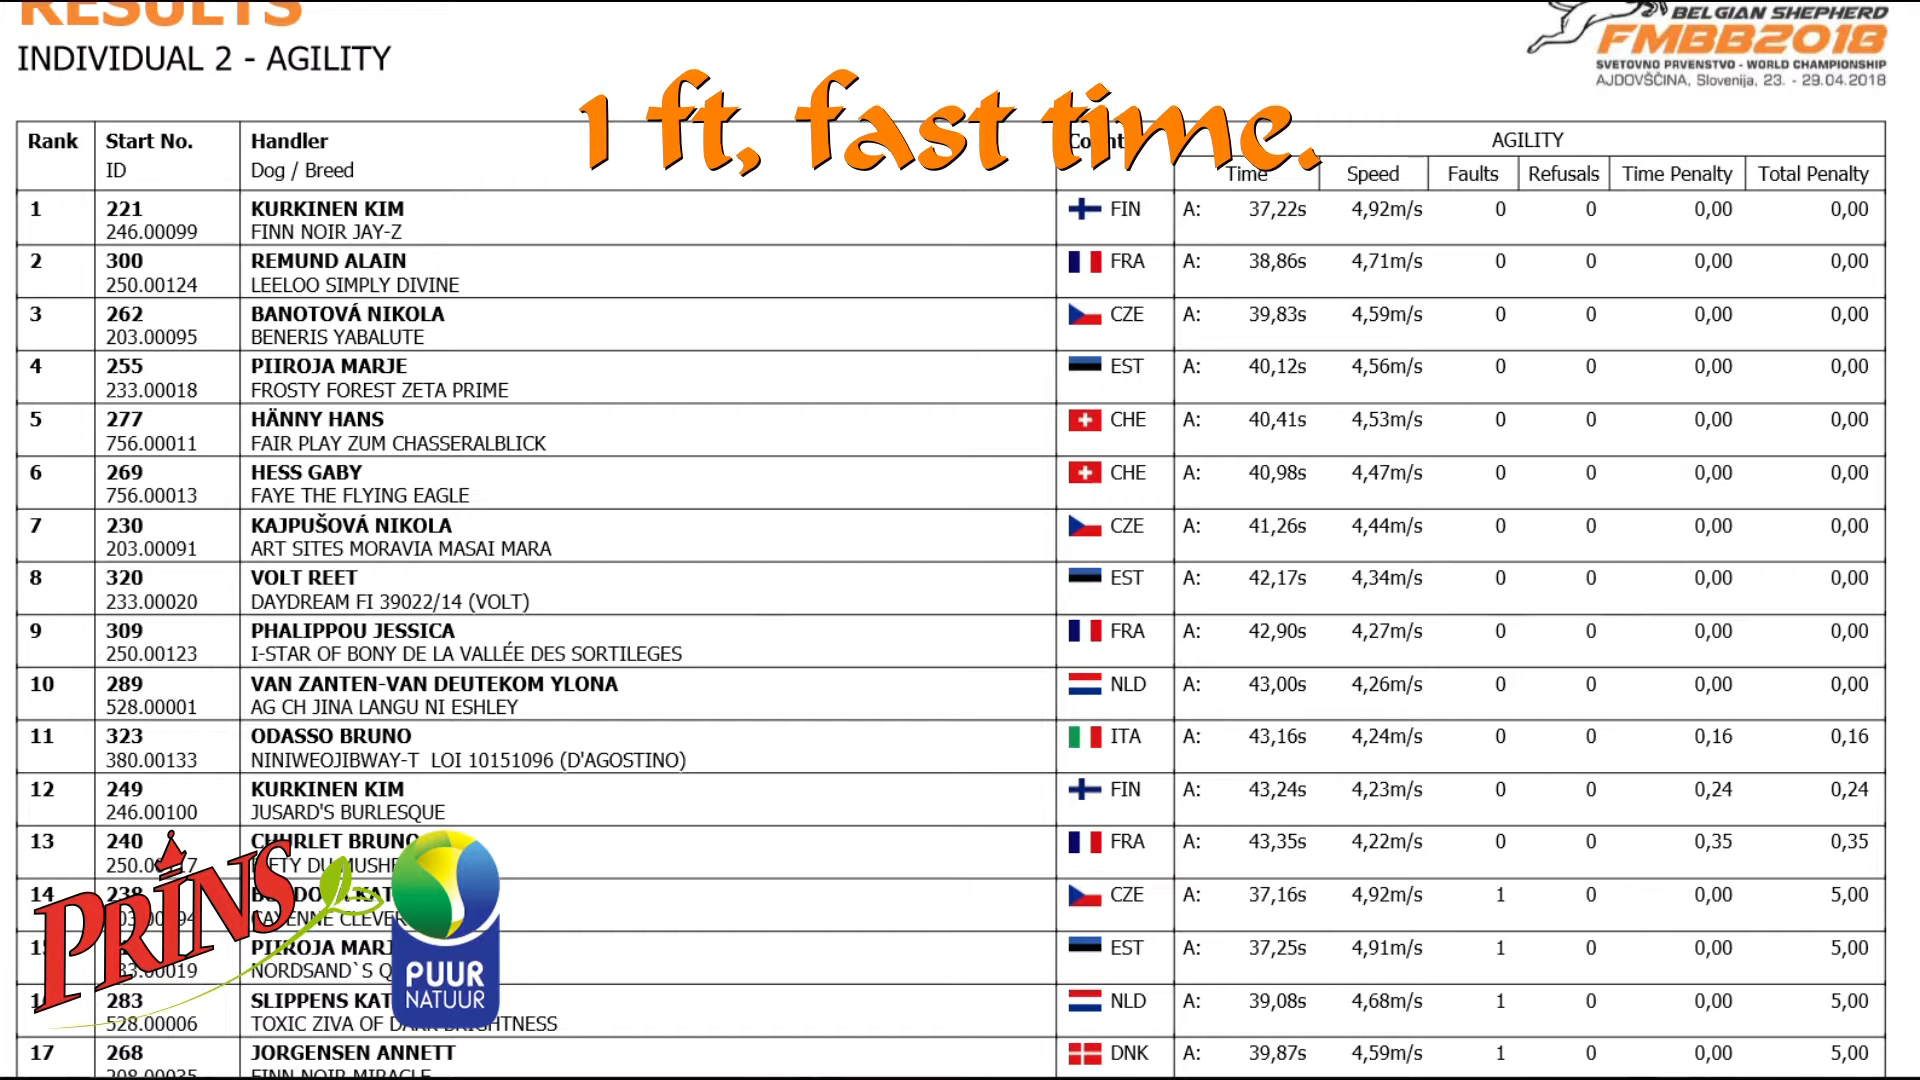 RESULTS
INDIVIDUAL 2 - AGILITY
BELGIAN SHEPHERD
FMBB2018
SVETOVNO PRVENSTVO - WORLD CHAMPIONSHIP
AJDOVŠČINA, Slovenija, 23. - 29.04.2018
1 ft, fast time.
Rank Start No. Handler AGILITY
ID Dog / Breed Time Speed Faults Refusals Time Penalty Total Penalty
1 221 KURKINEN KIM FIN A: 37,22s 4,92m/s 0 0 0,00 0,00
246.00099 FINN NOIR JAY-Z
2 300 REMUND ALAIN FRA A: 38,86s 4,71m/s 0 0 0,00 0,00
250.00124 LEELOO SIMPLY DIVINE
3 262 BANOTOVÁ NIKOLA CZE A: 39,83s 4,59m/s 0 0 0,00 0,00
203.00095 BENERIS YABALUTE
4 255 PIIROJA MARJE EST A: 40,12s 4,56m/s 0 0 0,00 0,00
233.00018 FROSTY FOREST ZETA PRIME
5 277 HÄNNY HANS CHE A: 40,41s 4,53m/s 0 0 0,00 0,00
756.00011 FAIR PLAY ZUM CHASSERALBLICK
6 269 HESS GABY CHE A: 40,98s 4,47m/s 0 0 0,00 0,00
756.00013 FAYE THE FLYING EAGLE
7 230 KAJPUŠOVÁ NIKOLA CZE A: 41,26s 4,44m/s 0 0 0,00 0,00
203.00091 ART SITES MORAVIA MASAI MARA
8 320 VOLT REET EST A: 42,17s 4,34m/s 0 0 0,00 0,00
233.00020 DAYDREAM FI 39022/14 (VOLT)
9 309 PHALIPPOU JESSICA FRA A: 42,90s 4,27m/s 0 0 0,00 0,00
250.00123 I-STAR OF BONY DE LA VALLÉE DES SORTILEGES
10 289 VAN ZANTEN-VAN DEUTEKOM YLONA NLD A: 43,00s 4,26m/s 0 0 0,00 0,00
528.00001 AG CH JINA LANGU NI ESHLEY
11 323 ODASSO BRUNO ITA A: 43,16s 4,24m/s 0 0 0,16 0,16
380.00133 NINIWEOJIBWAY-T LOI 10151096 (D'AGOSTINO)
12 249 KURKINEN KIM FIN A: 43,24s 4,23m/s 0 0 0,24 0,24
246.00100 JUSARD'S BURLESQUE
13 240 BRUNO FRA A: 43,35s 4,22m/s 0 0 0,35 0,35
14 CZE A: 37,16s 4,92m/s 1 0 0,00 5,00
CAYENNE CLEVER
PIIROJA EST A: 37,25s 4,91m/s 1 0 0,00 5,00
NORDSAND`S
283 SLIPPENS NLD A: 39,08s 4,68m/s 1 0 0,00 5,00
528.00006 TOXIC ZIVA OF
17 268 JORGENSEN ANNETT DNK A: 39,87s 4,59m/s 1 0 0,00 5,00
FINN NOIR MIRACLE
PRINS
PUUR
NATUUR